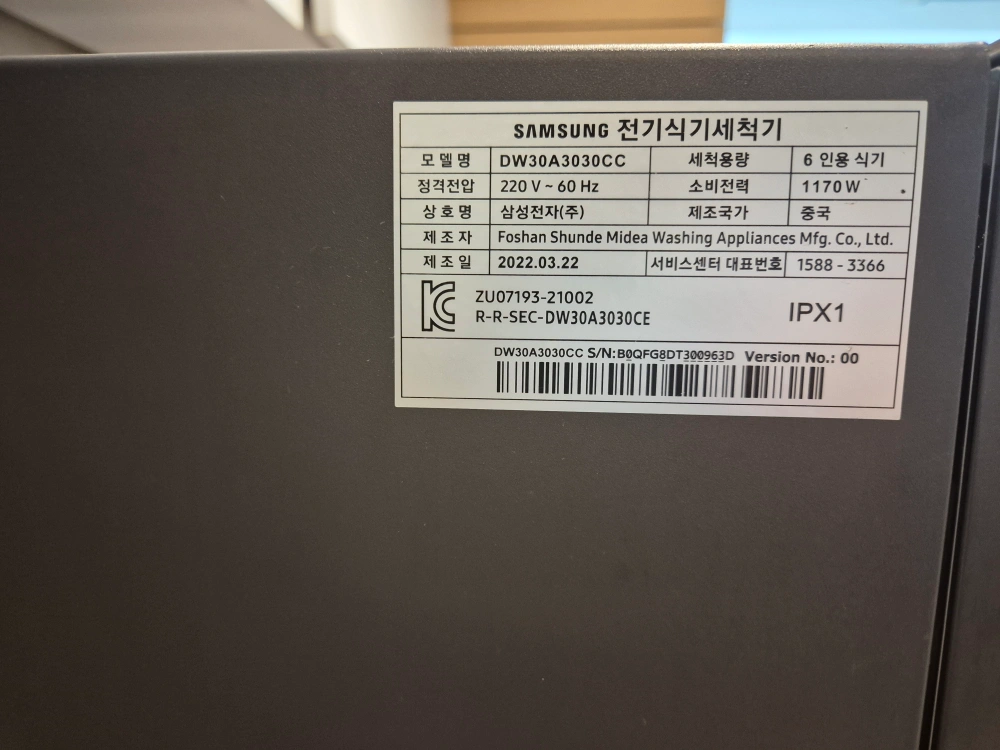 SAMSUNG 전기식기세척기
모델명 DW30A3030CC 세척용량 6 인용 식기
정격전압 220 V ~ 60 Hz 소비전력 1170 W
상호명 삼성전자(주) 제조국가 중국
제조자 Foshan Shunde Midea Washing Appliances Mfg. Co., Ltd.
제조일 2022.03.22 서비스센터 대표번호 1588 - 3366
ZU07193-21002
R-R-SEC-DW30A3030CE
IPX1
DW30A3030CC S/N:B0QFG8DT300963D Version No.: 00